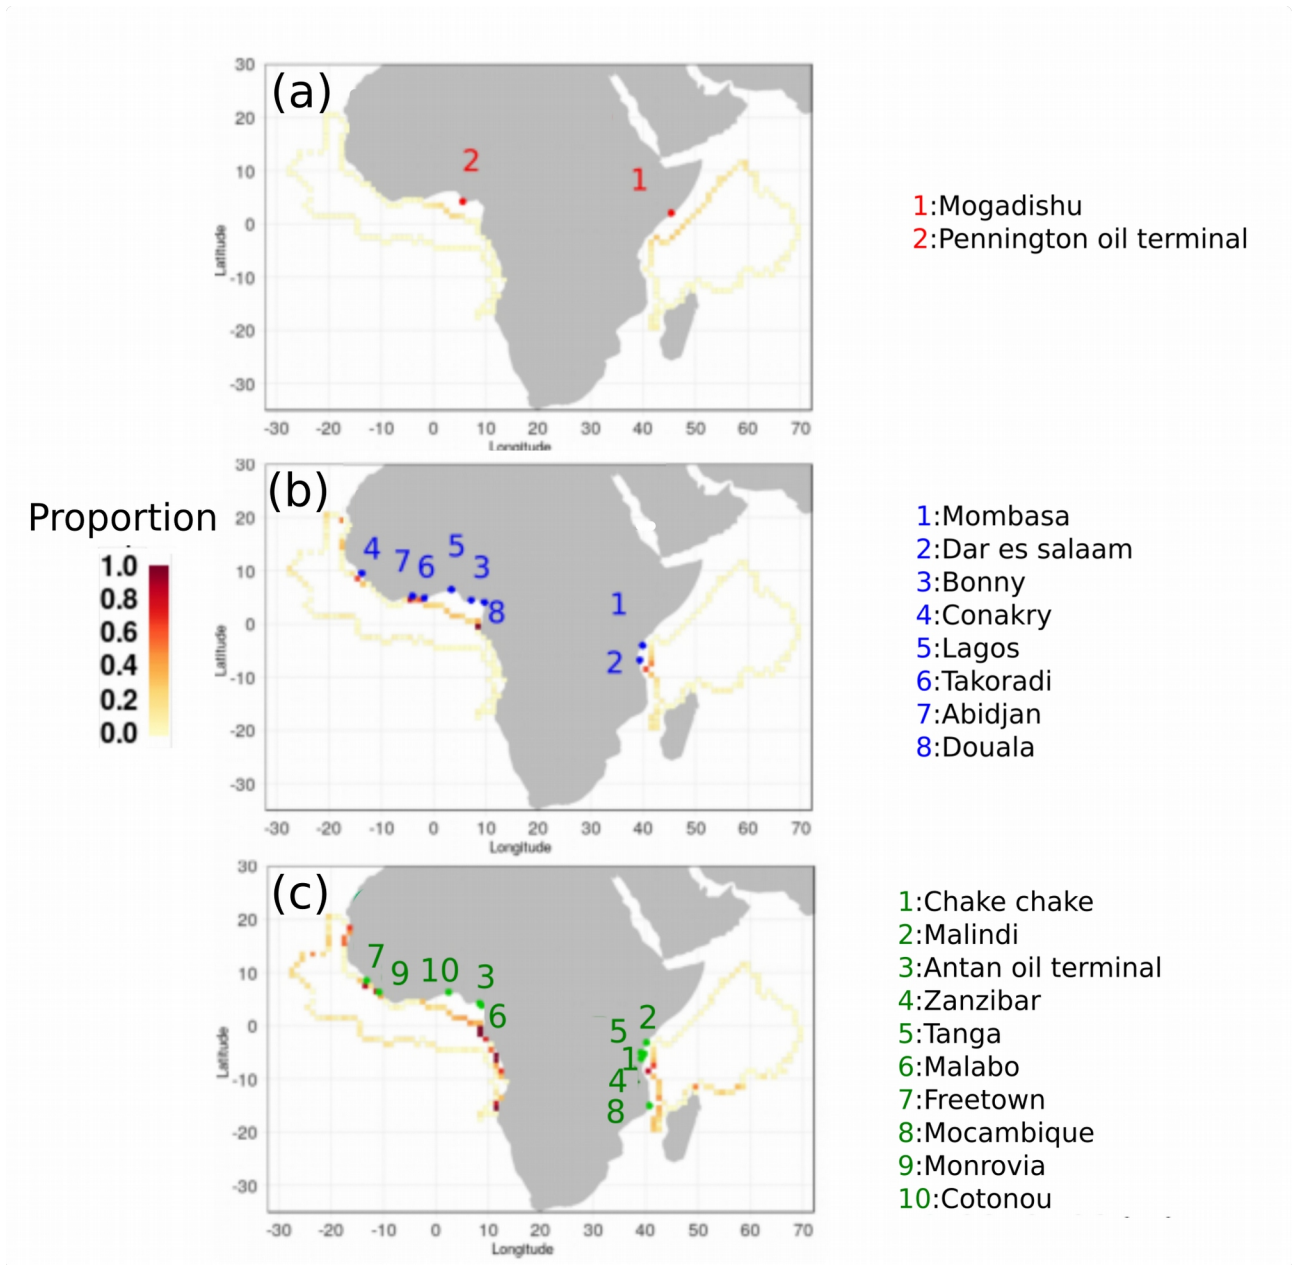 (a)
30
20
10
0
-10
-20
-30
Latitude
2
1
-30 -20 -10 0 10 20 30 40 50 60 70
Longitude
1:Mogadishu
2:Pennington oil terminal
Proportion
1.0
0.8
0.6
0.4
0.2
0.0
(b)
30
20
10
0
-10
-20
-30
Latitude
4 7 6 5 3
8
1
2
-30 -20 -10 0 10 20 30 40 50 60 70
Longitude
1:Mombasa
2:Dar es salaam
3:Bonny
4:Conakry
5:Lagos
6:Takoradi
7:Abidjan
8:Douala
(c)
30
20
10
0
-10
-20
-30
Latitude
7 9 10 3
6
2
5
1
4
8
-30 -20 -10 0 10 20 30 40 50 60 70
Longitude
1:Chake chake
2:Malindi
3:Antan oil terminal
4:Zanzibar
5:Tanga
6:Malabo
7:Freetown
8:Mocambique
9:Monrovia
10:Cotonou